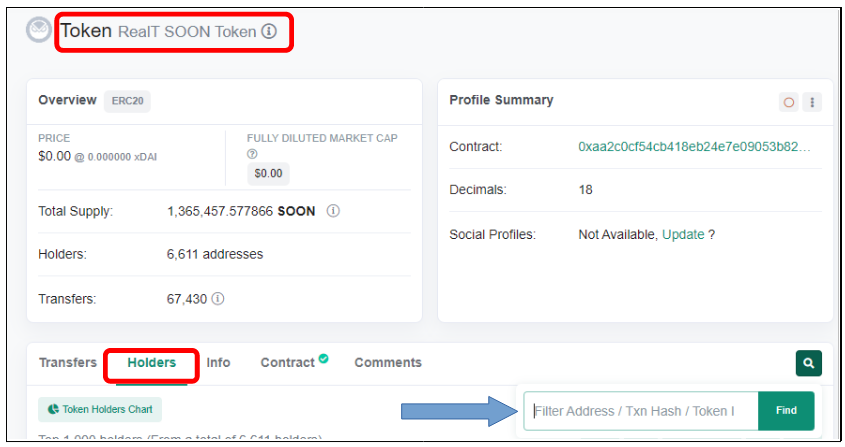 Token RealT SOON Token
Overview ERC20
PRICE
$0.00 @ 0.000000 xDAI
FULLY DILUTED MARKET CAP
$0.00
Total Supply: 1,365,457.577866 SOON
Holders: 6,611 addresses
Transfers: 67,430
Profile Summary
Contract: 0xaa2c0cf54cb418eb24e7e09053b82...
Decimals: 18
Social Profiles: Not Available, Update ?
Transfers Holders Info Contract Comments
Token Holders Chart
Filter Address / Txn Hash / Token I
Find
Top 1,000 holders (From a total of 6,611 holders)